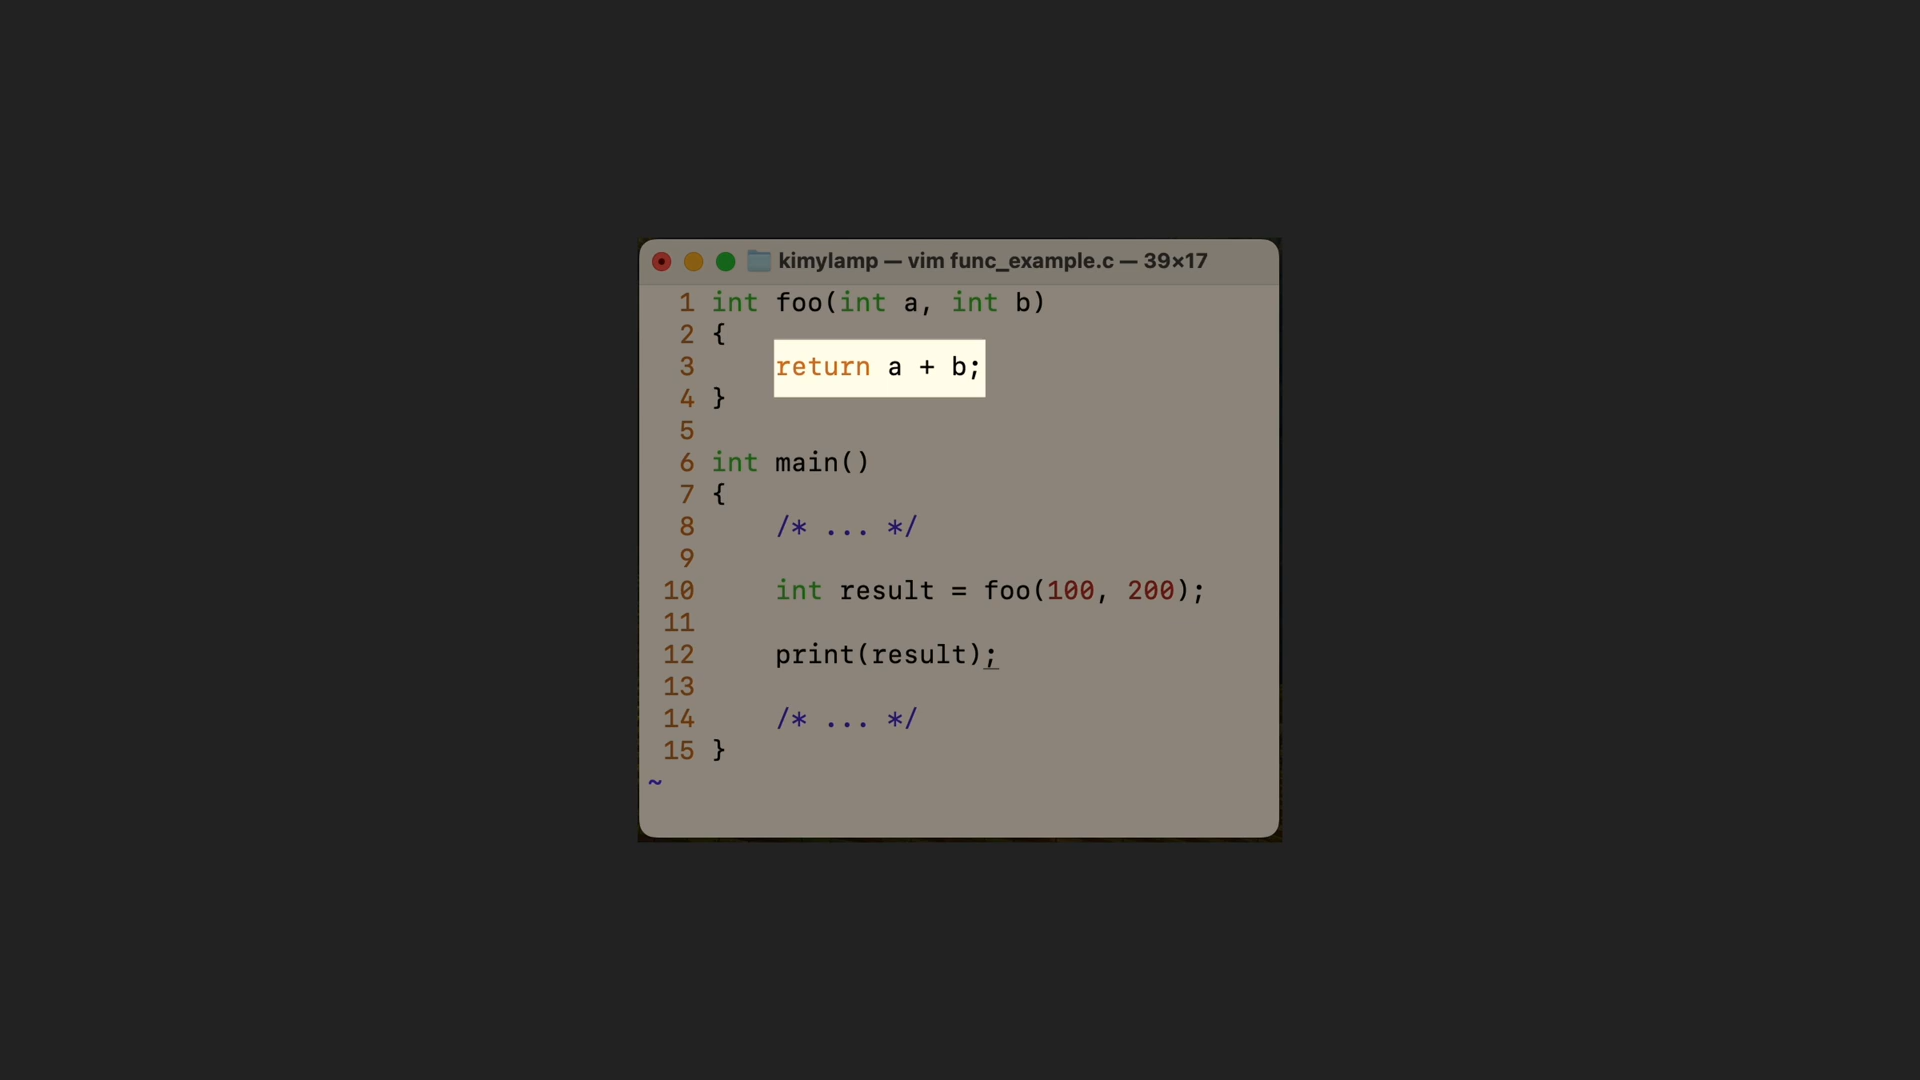 kimylamp — vim func_example.c — 39×17
1 int foo(int a, int b)
2 {
3     return a + b;
4 }
5
6 int main()
7 {
8     /* ... */
9
10     int result = foo(100, 200);
11
12     print(result);
13
14     /* ... */
15 }
~